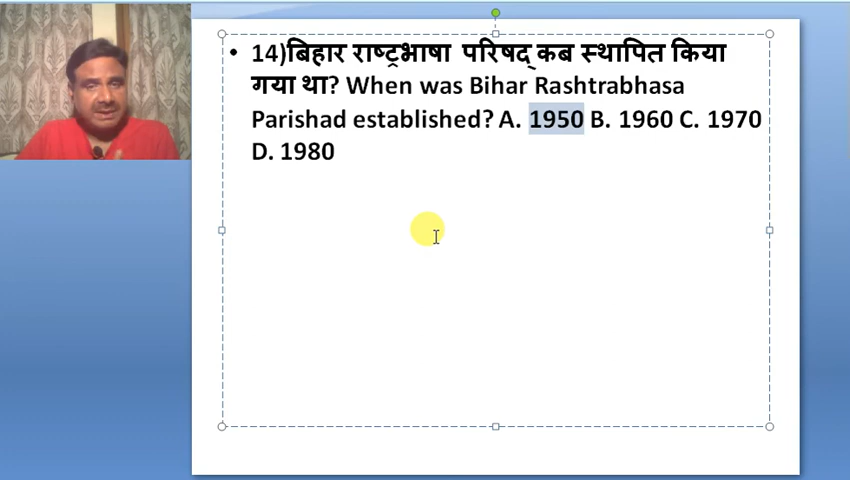 • 14)बिहार राष्ट्रभाषा परिषद् कब स्थापित किया
गया था? When was Bihar Rashtrabhasa
Parishad established? A. 1950 B. 1960 C. 1970
D. 1980